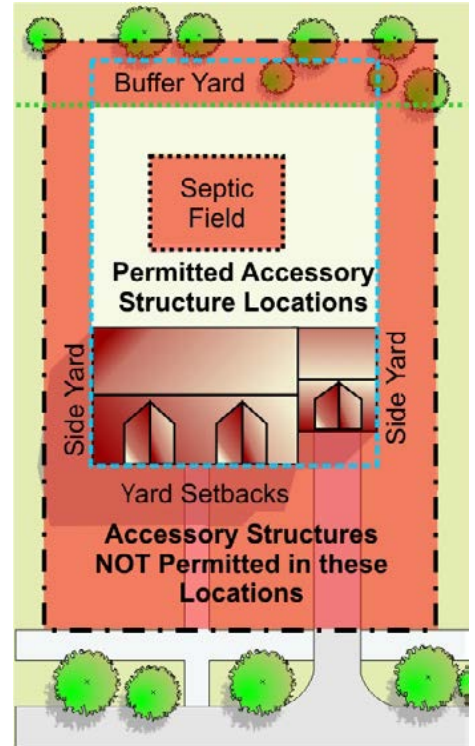 Buffer Yard
Septic
Field
Permitted Accessory
Structure Locations
Side Yard
Side Yard
Yard Setbacks
Accessory Structures
NOT Permitted in these
Locations